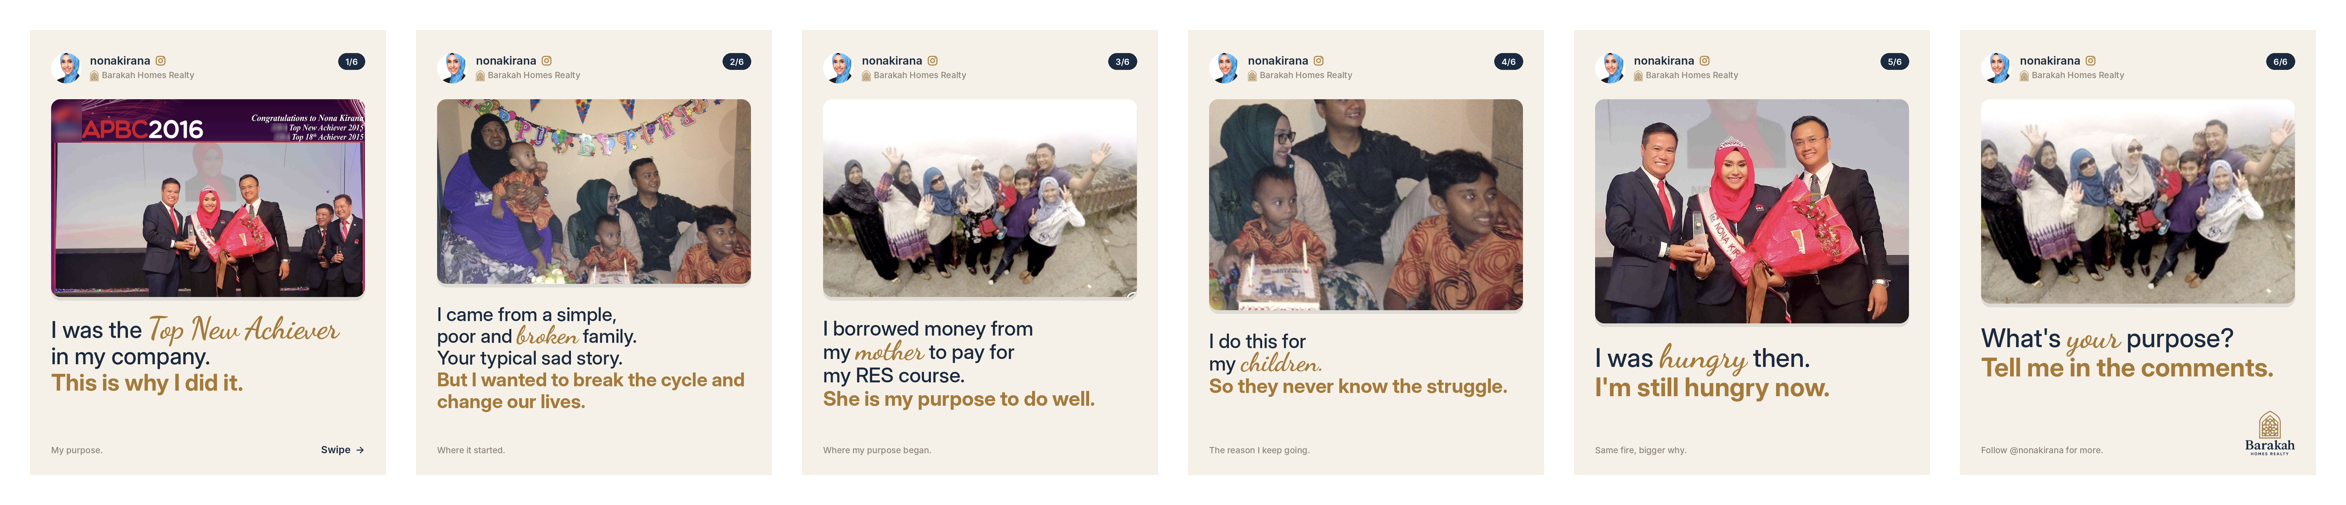 nonakirana
Barakah Homes Realty
1/6
APBC2016
Congratulations to Nona Kirana
Top New Achiever 2015
Top 18th Achiever 2015
I was the Top New Achiever
in my company.
This is why I did it.
My purpose.
Swipe →
nonakirana
Barakah Homes Realty
2/6
I came from a simple,
poor and broken family.
Your typical sad story.
But I wanted to break the cycle and
change our lives.
Where it started.
nonakirana
Barakah Homes Realty
3/6
I borrowed money from
my mother to pay for
my RES course.
She is my purpose to do well.
Where my purpose began.
nonakirana
Barakah Homes Realty
4/6
I do this for
my children.
So they never know the struggle.
The reason I keep going.
nonakirana
Barakah Homes Realty
5/6
NONA KIR
I was hungry then.
I'm still hungry now.
Same fire, bigger why.
nonakirana
Barakah Homes Realty
6/6
What's your purpose?
Tell me in the comments.
Follow @nonakirana for more.
Barakah
HOMES REALTY